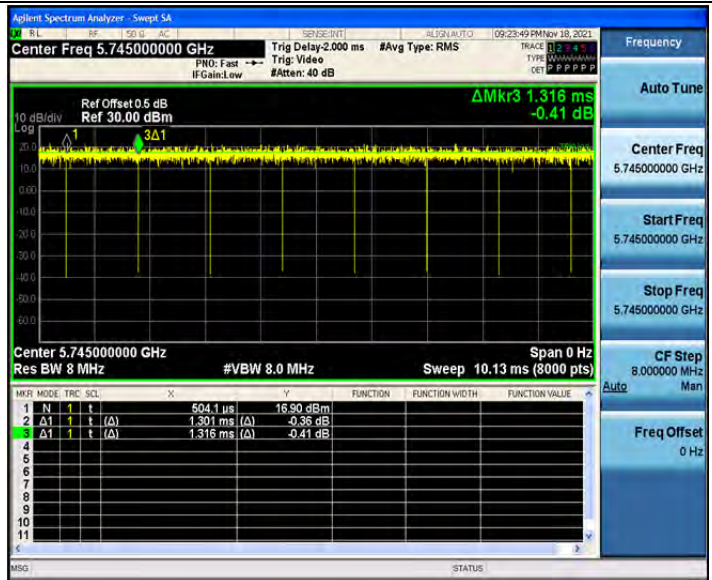 Agilent Spectrum Analyzer - Swept SA
RL RF 50 Ω AC SENSE:INT ALIGN AUTO 09:23:49 PM Nov 18, 2021
Center Freq 5.745000000 GHz
PNO: Fast
IFGain:Low
Trig Delay-2.000 ms
Trig: Video
#Atten: 40 dB
#Avg Type: RMS
TRACE 1 2 3 4 5 6
TYPE W
DET P P P P P P
Frequency
Ref Offset 0.5 dB
10 dB/div Ref 30.00 dBm
ΔMkr3 1.316 ms
-0.41 dB
Log
1
3Δ1
20.0
10.0
0.00
-10.0
-20.0
-30.0
-40.0
-50.0
-60.0
Center 5.745000000 GHz Span 0 Hz
Res BW 8 MHz #VBW 8.0 MHz Sweep 10.13 ms (8000 pts)
MKR MODE TRC SCL X Y FUNCTION FUNCTION WIDTH FUNCTION VALUE
1 N 1 t 504.1 µs 16.90 dBm
2 Δ1 1 t (Δ) 1.301 ms (Δ) -0.36 dB
3 Δ1 1 t (Δ) 1.316 ms (Δ) -0.41 dB
4
5
6
7
8
9
10
11
MSG STATUS
Auto Tune
Center Freq
5.745000000 GHz
Start Freq
5.745000000 GHz
Stop Freq
5.745000000 GHz
CF Step
8.000000 MHz
Auto Man
Freq Offset
0 Hz